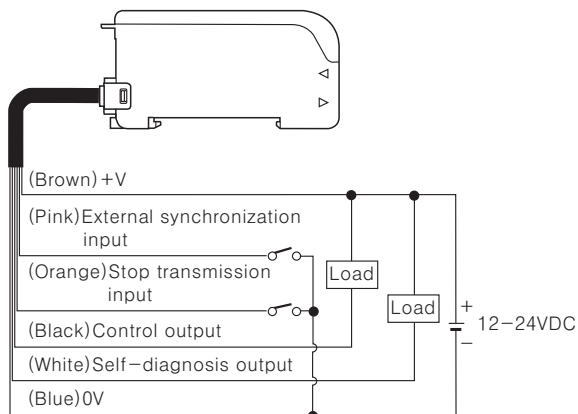 (Brown)+V
(Pink)External synchronization
input
(Orange)Stop transmission
input
Load
Load
+
12−24VDC
−
(Black)Control output
(White)Self−diagnosis output
(Blue)0V